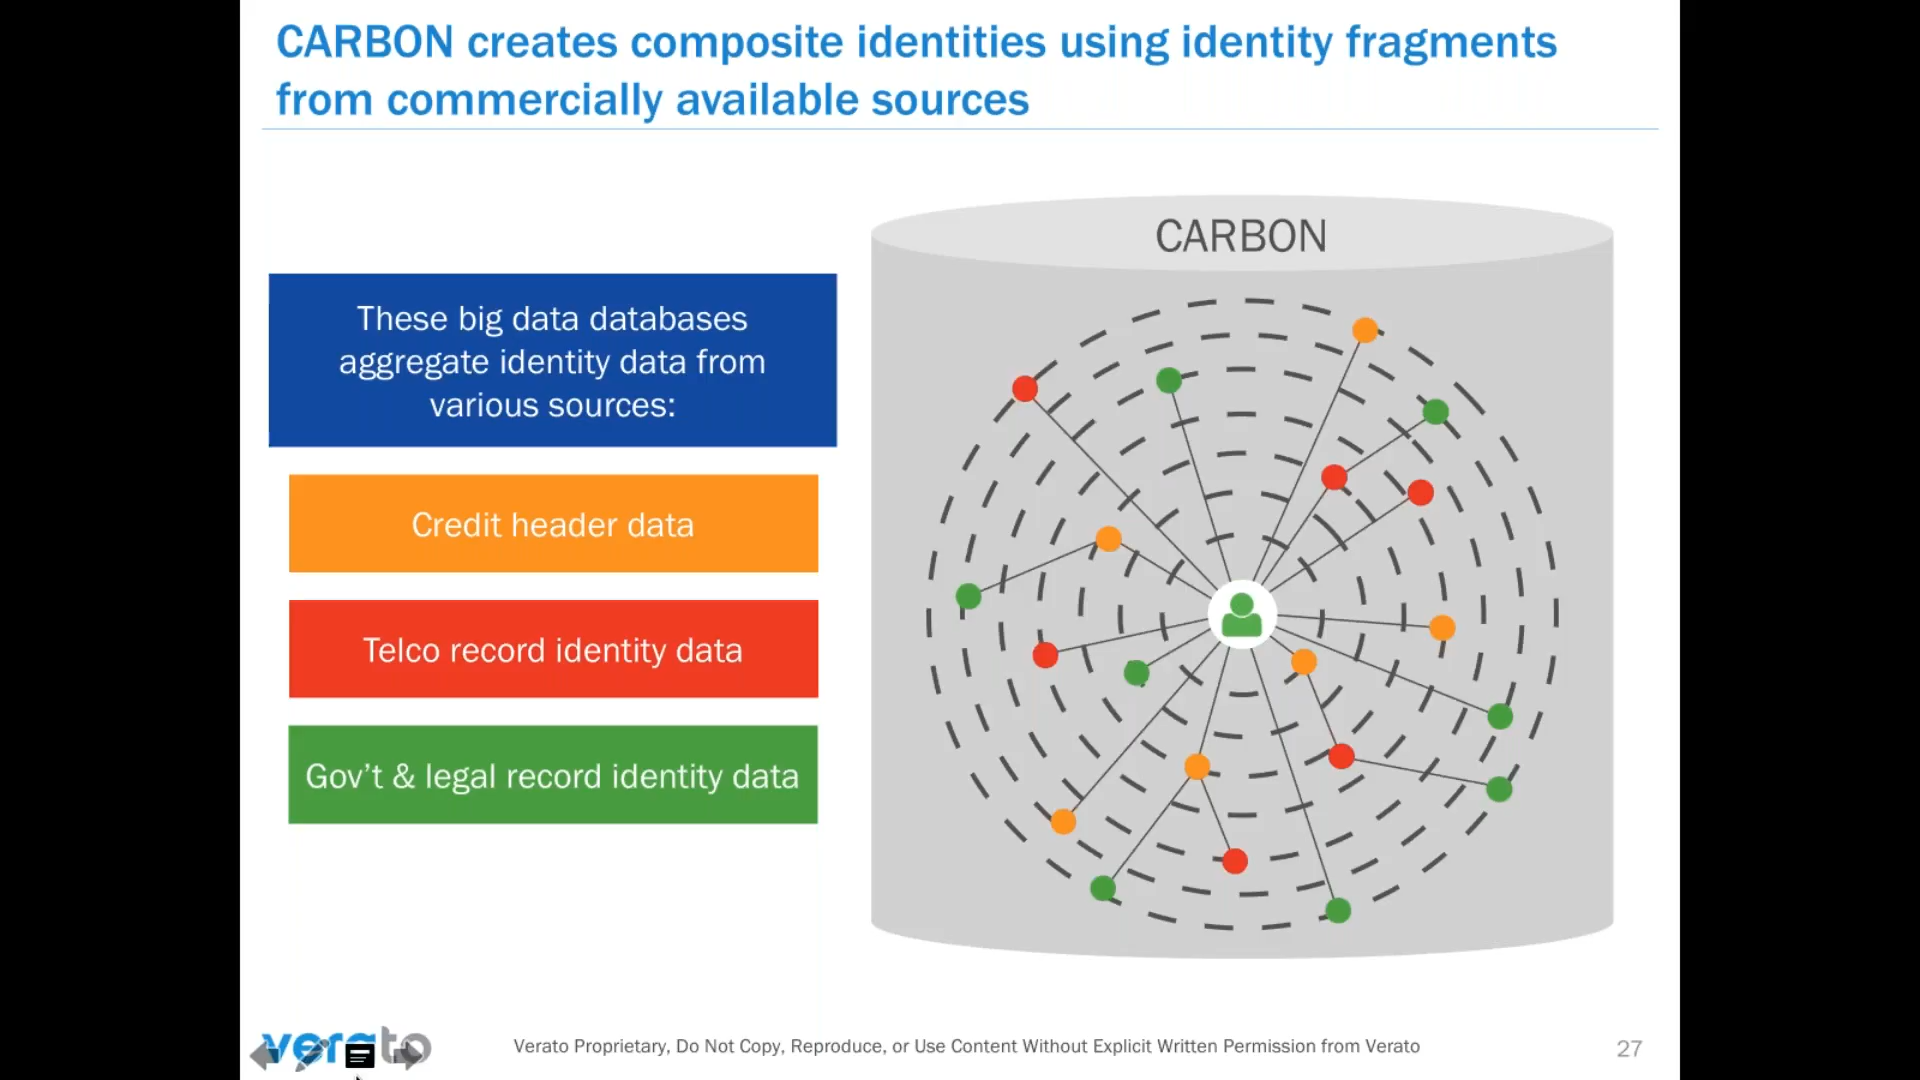 CARBON creates composite identities using identity fragments
from commercially available sources
CARBON
These big data databases
aggregate identity data from
various sources:
Credit header data
Telco record identity data
Gov’t & legal record identity data
verato
Verato Proprietary, Do Not Copy, Reproduce, or Use Content Without Explicit Written Permission from Verato
27